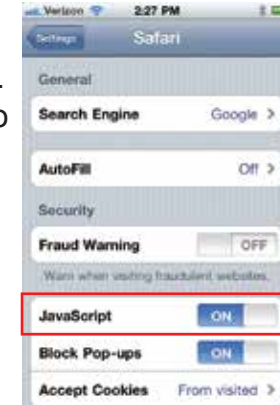 Verizon 2:27 PM
Settings Safari
General
Search Engine Google
AutoFill Off
Security
Fraud Warning OFF
Warn when visiting fraudulent websites.
JavaScript ON
Block Pop-ups ON
Accept Cookies From visited